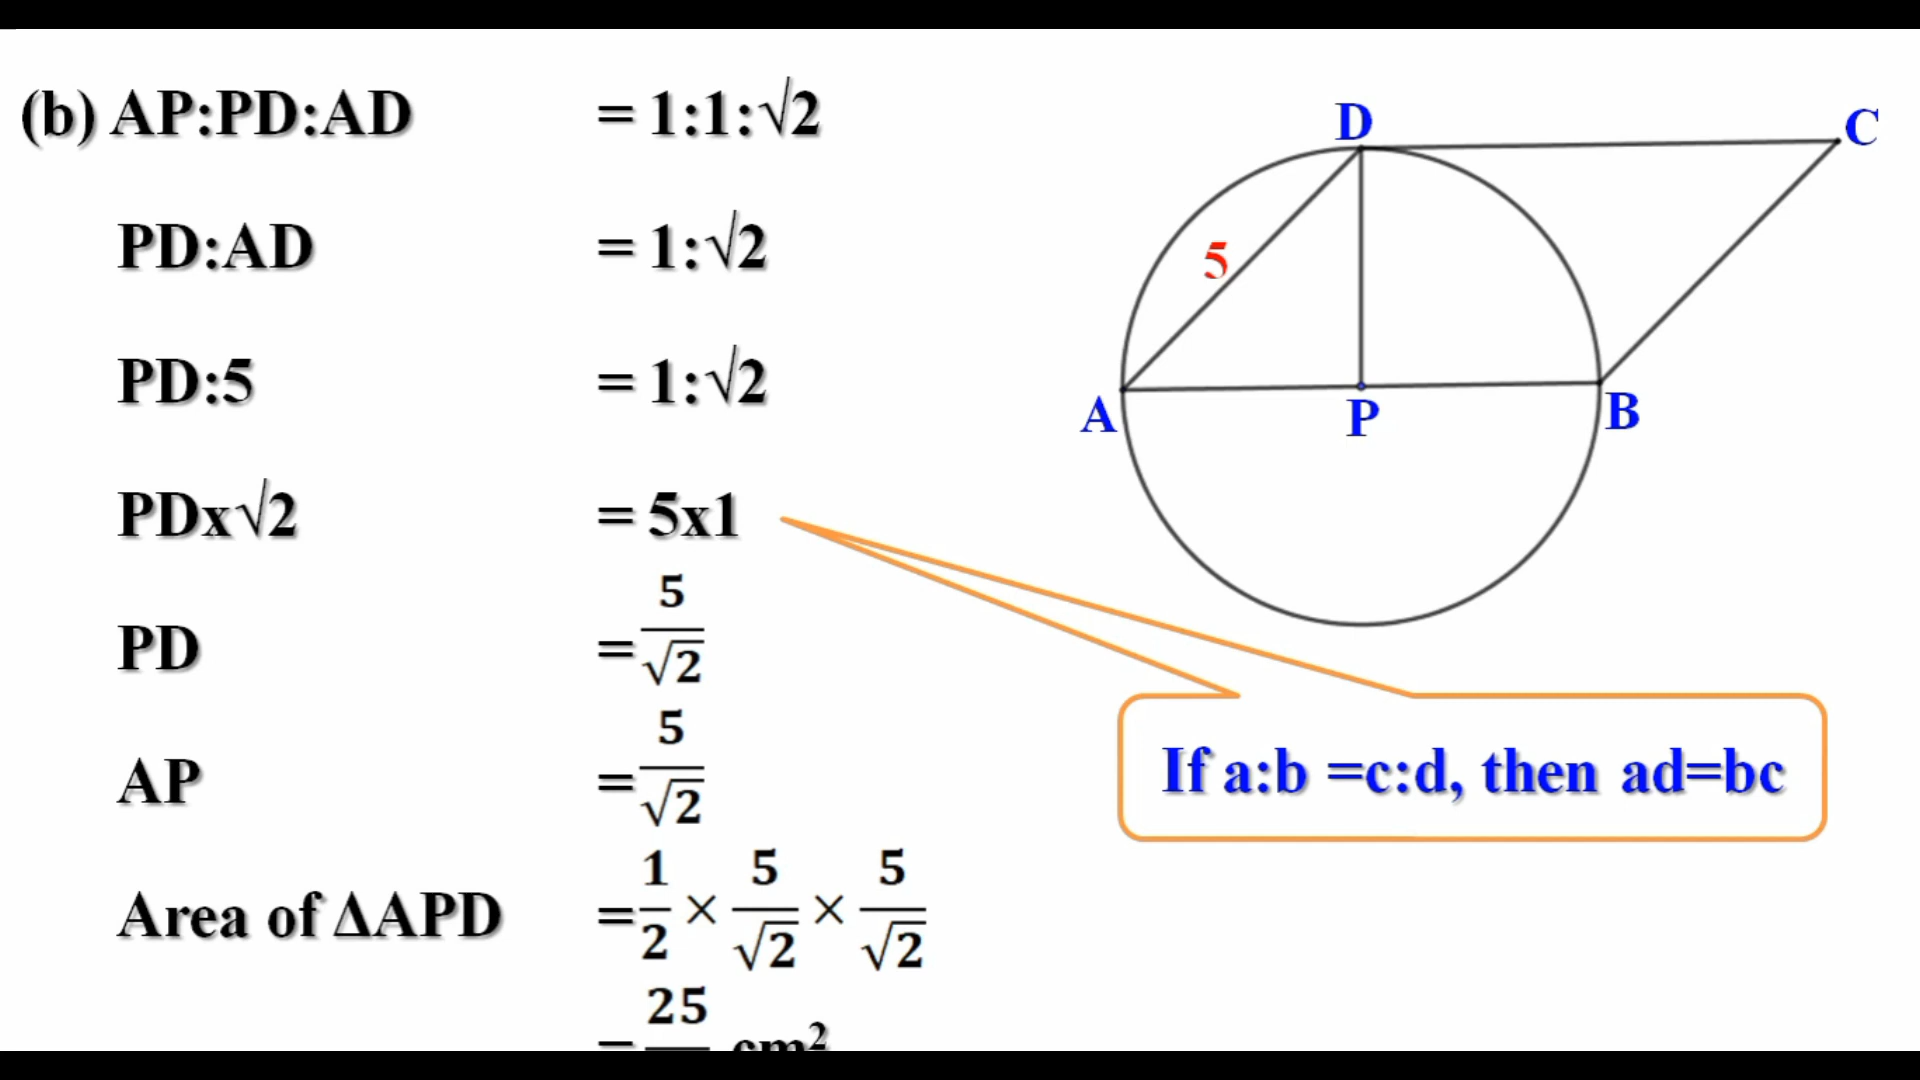 (b) AP:PD:AD = 1:1:√2
PD:AD = 1:√2
PD:5 = 1:√2
PDx√2 = 5x1
PD = 5/√2
AP = 5/√2
Area of ΔAPD = 1/2 × 5/√2 × 5/√2
= 25/ cm²
D
C
5
A
P
B
If a:b =c:d, then ad=bc